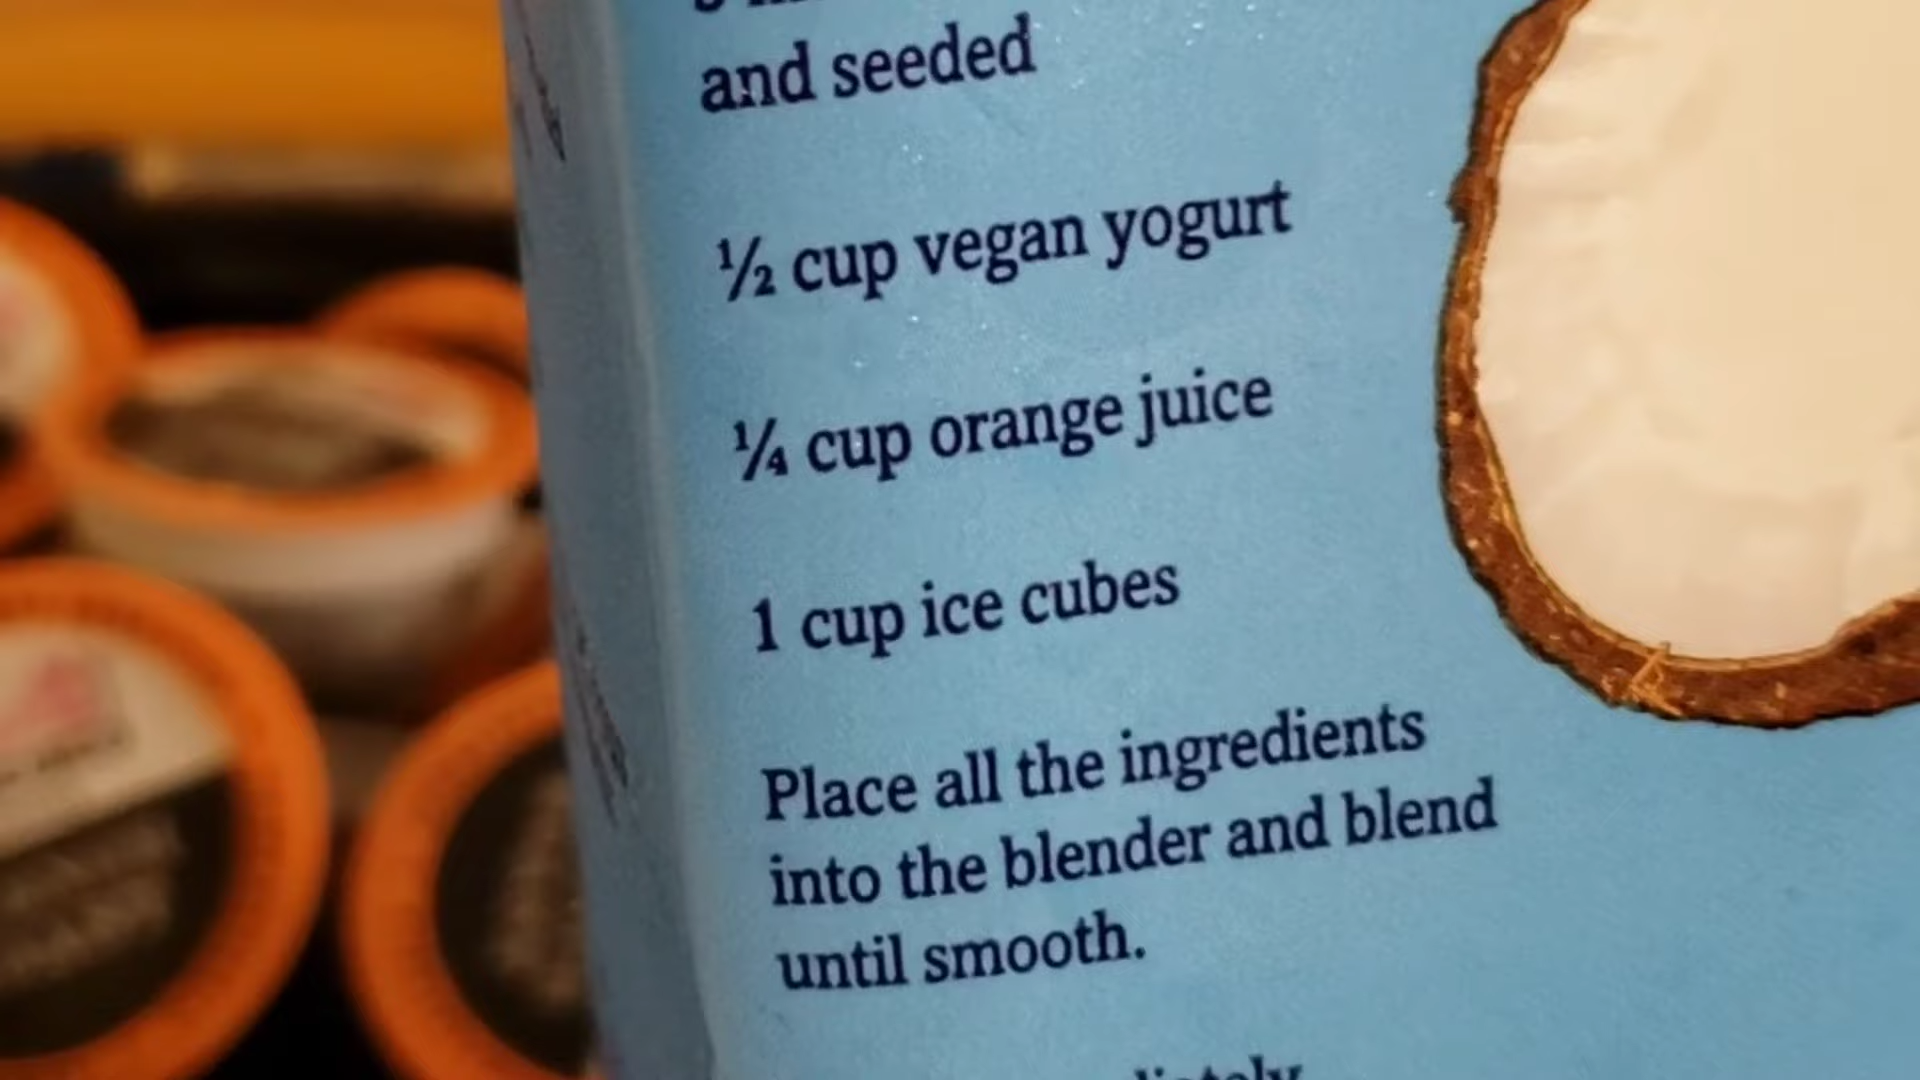 and seeded
½ cup vegan yogurt
¼ cup orange juice
1 cup ice cubes
Place all the ingredients
into the blender and blend
until smooth.